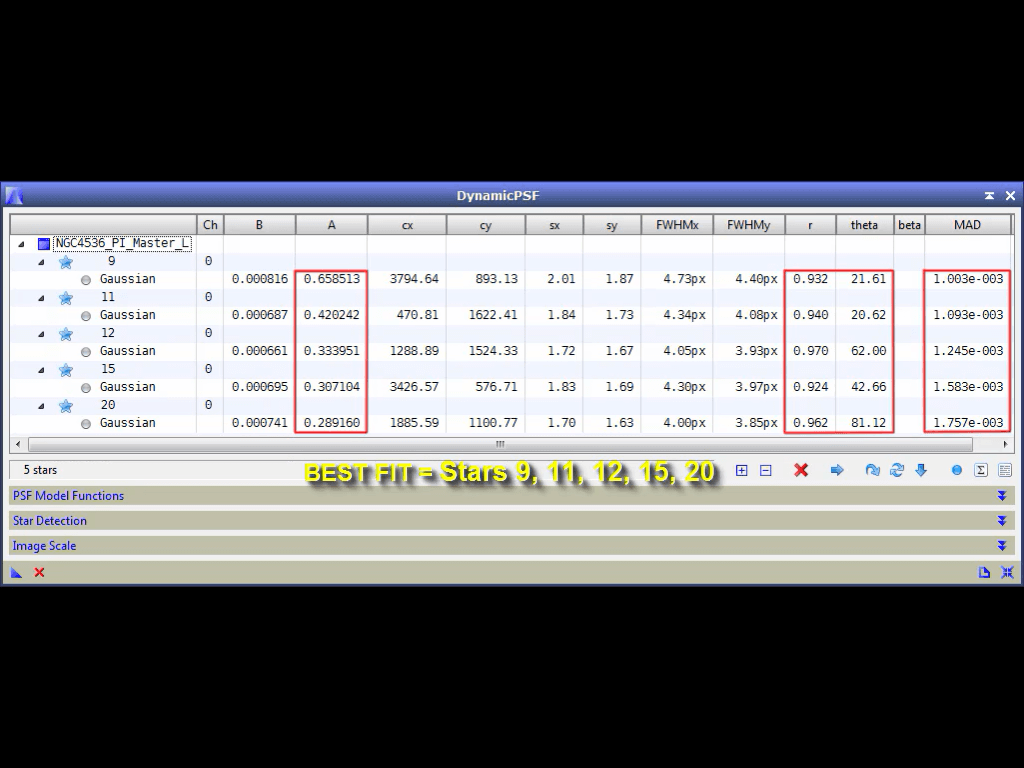 DynamicPSF
Ch B A cx cy sx sy FWHMx FWHMy r theta beta MAD
NGC4536_PI_Master_L
9 0
Gaussian 0.000816 0.658513 3794.64 893.13 2.01 1.87 4.73px 4.40px 0.932 21.61 1.003e-003
11 0
Gaussian 0.000687 0.420242 470.81 1622.41 1.84 1.73 4.34px 4.08px 0.940 20.62 1.093e-003
12 0
Gaussian 0.000661 0.333951 1288.89 1524.33 1.72 1.67 4.05px 3.93px 0.970 62.00 1.245e-003
15 0
Gaussian 0.000695 0.307104 3426.57 576.71 1.83 1.69 4.30px 3.97px 0.924 42.66 1.583e-003
20 0
Gaussian 0.000741 0.289160 1885.59 1100.77 1.70 1.63 4.00px 3.85px 0.962 81.12 1.757e-003
5 stars
BEST FIT = Stars 9, 11, 12, 15, 20
PSF Model Functions
Star Detection
Image Scale